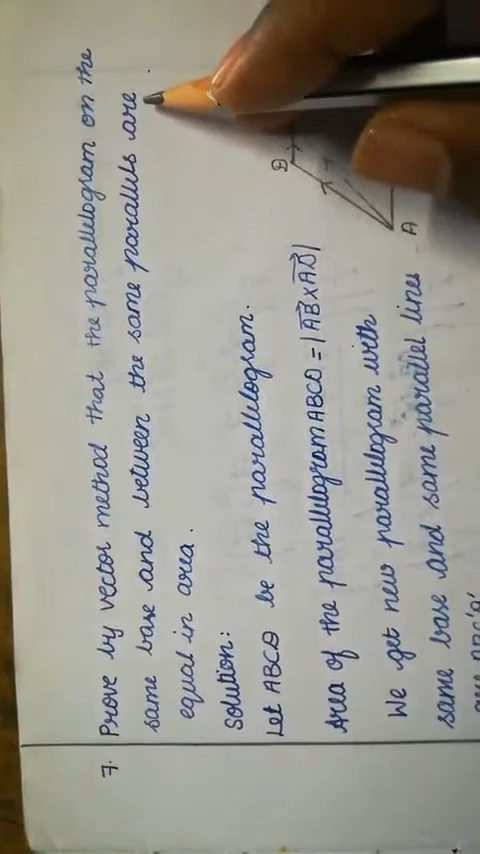 7. Prove by vector method that the parallelogram on the
same base and between the same parallels are
equal in area.
Solution:
Let ABCD be the parallelogram.
Area of the parallelogram ABCD = |AB⃗ × AD⃗|
We get new parallelogram with
same base and same parallel lines
are ABC'D'
D
A